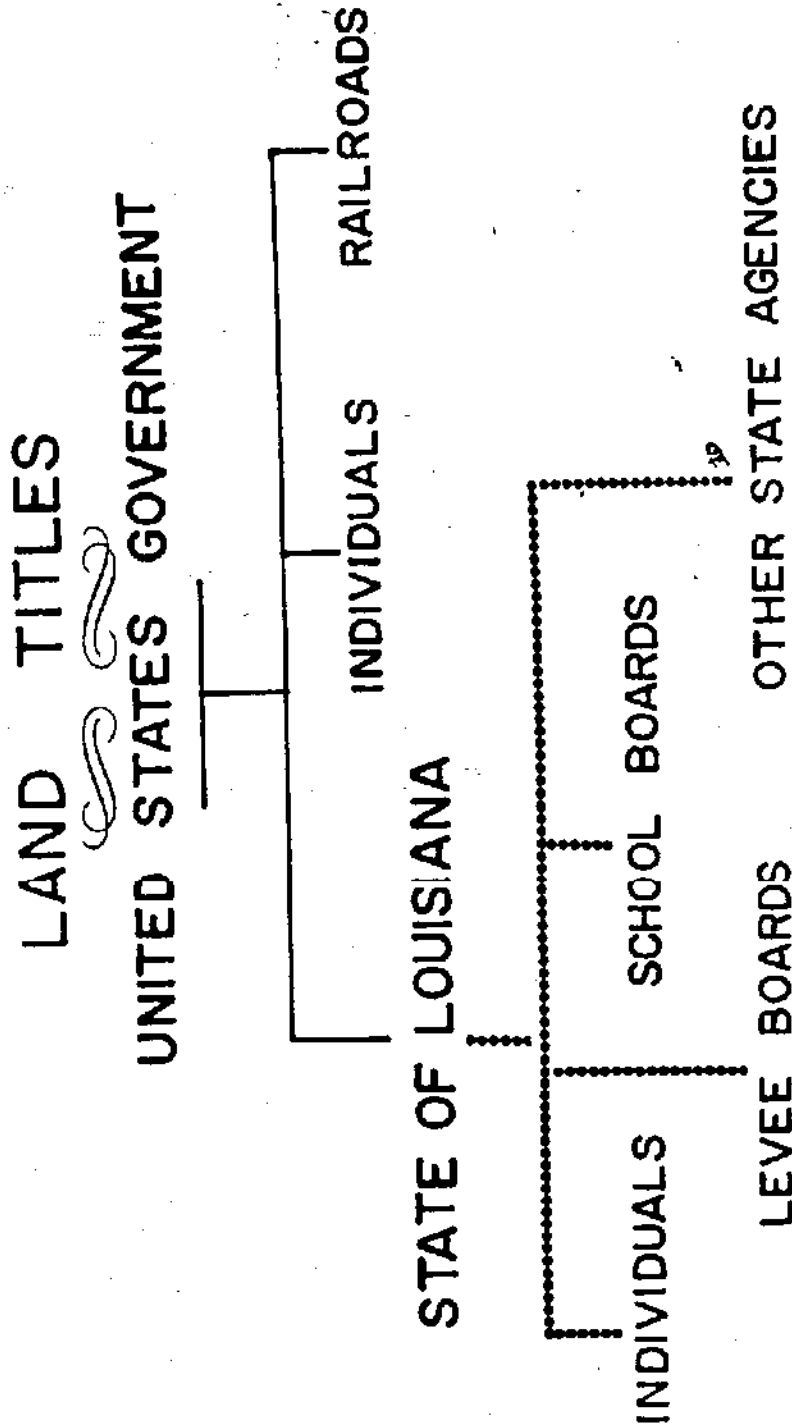 LAND TITLES
UNITED STATES GOVERNMENT
RAILROADS
INDIVIDUALS
STATE OF LOUISIANA
INDIVIDUALS
SCHOOL BOARDS
LEVEE BOARDS
OTHER STATE AGENCIES